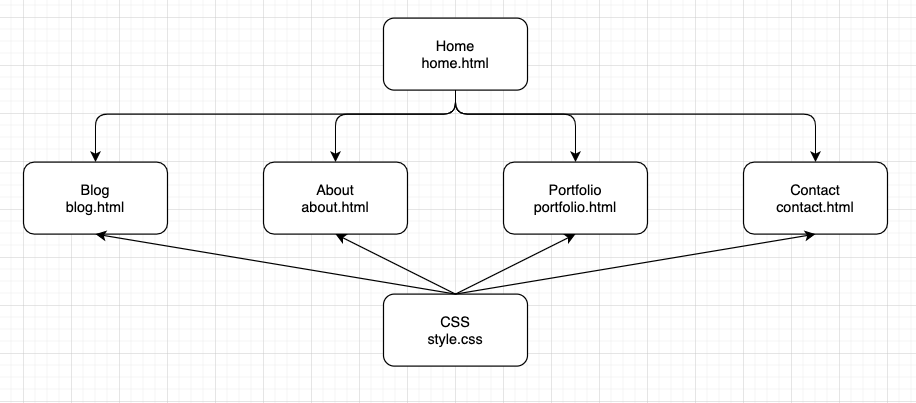 Home
home.html
Blog
blog.html
About
about.html
Portfolio
portfolio.html
Contact
contact.html
CSS
style.css